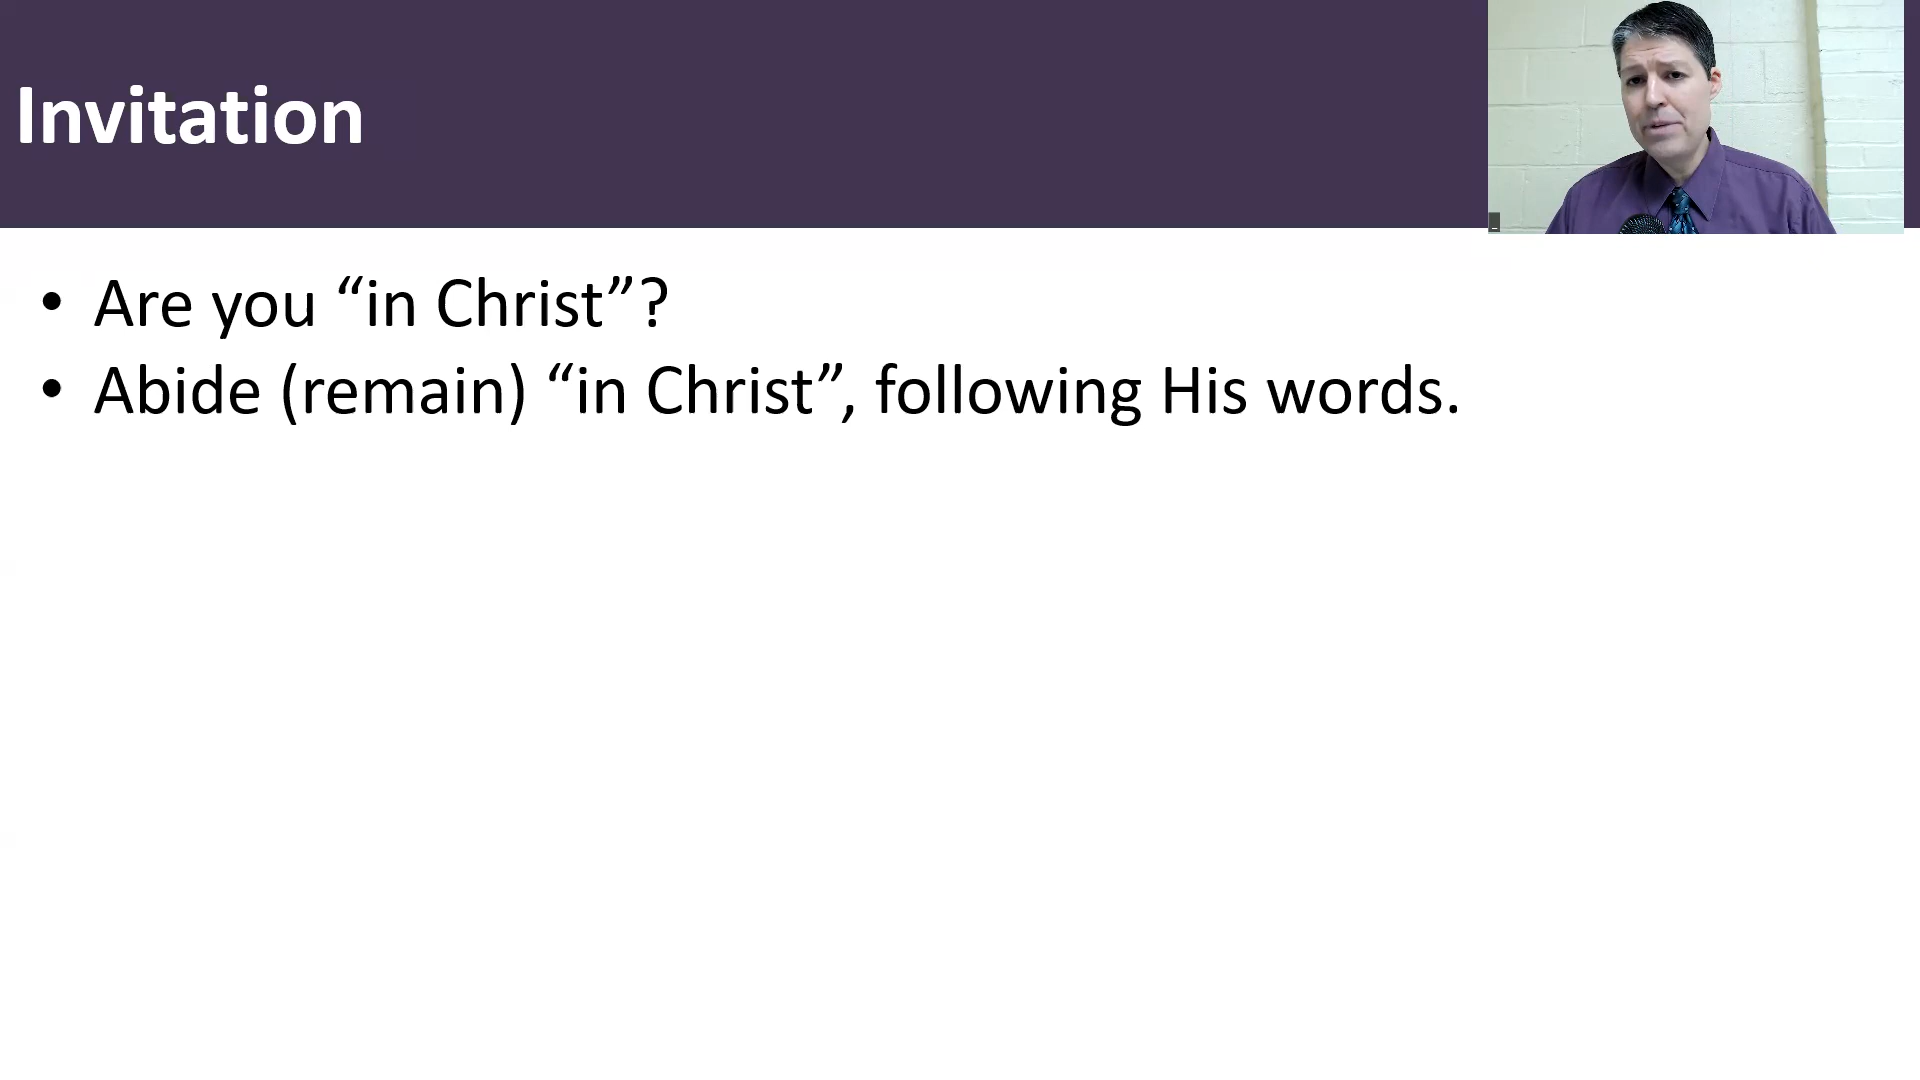 Invitation
• Are you “in Christ”?
• Abide (remain) “in Christ”, following His words.